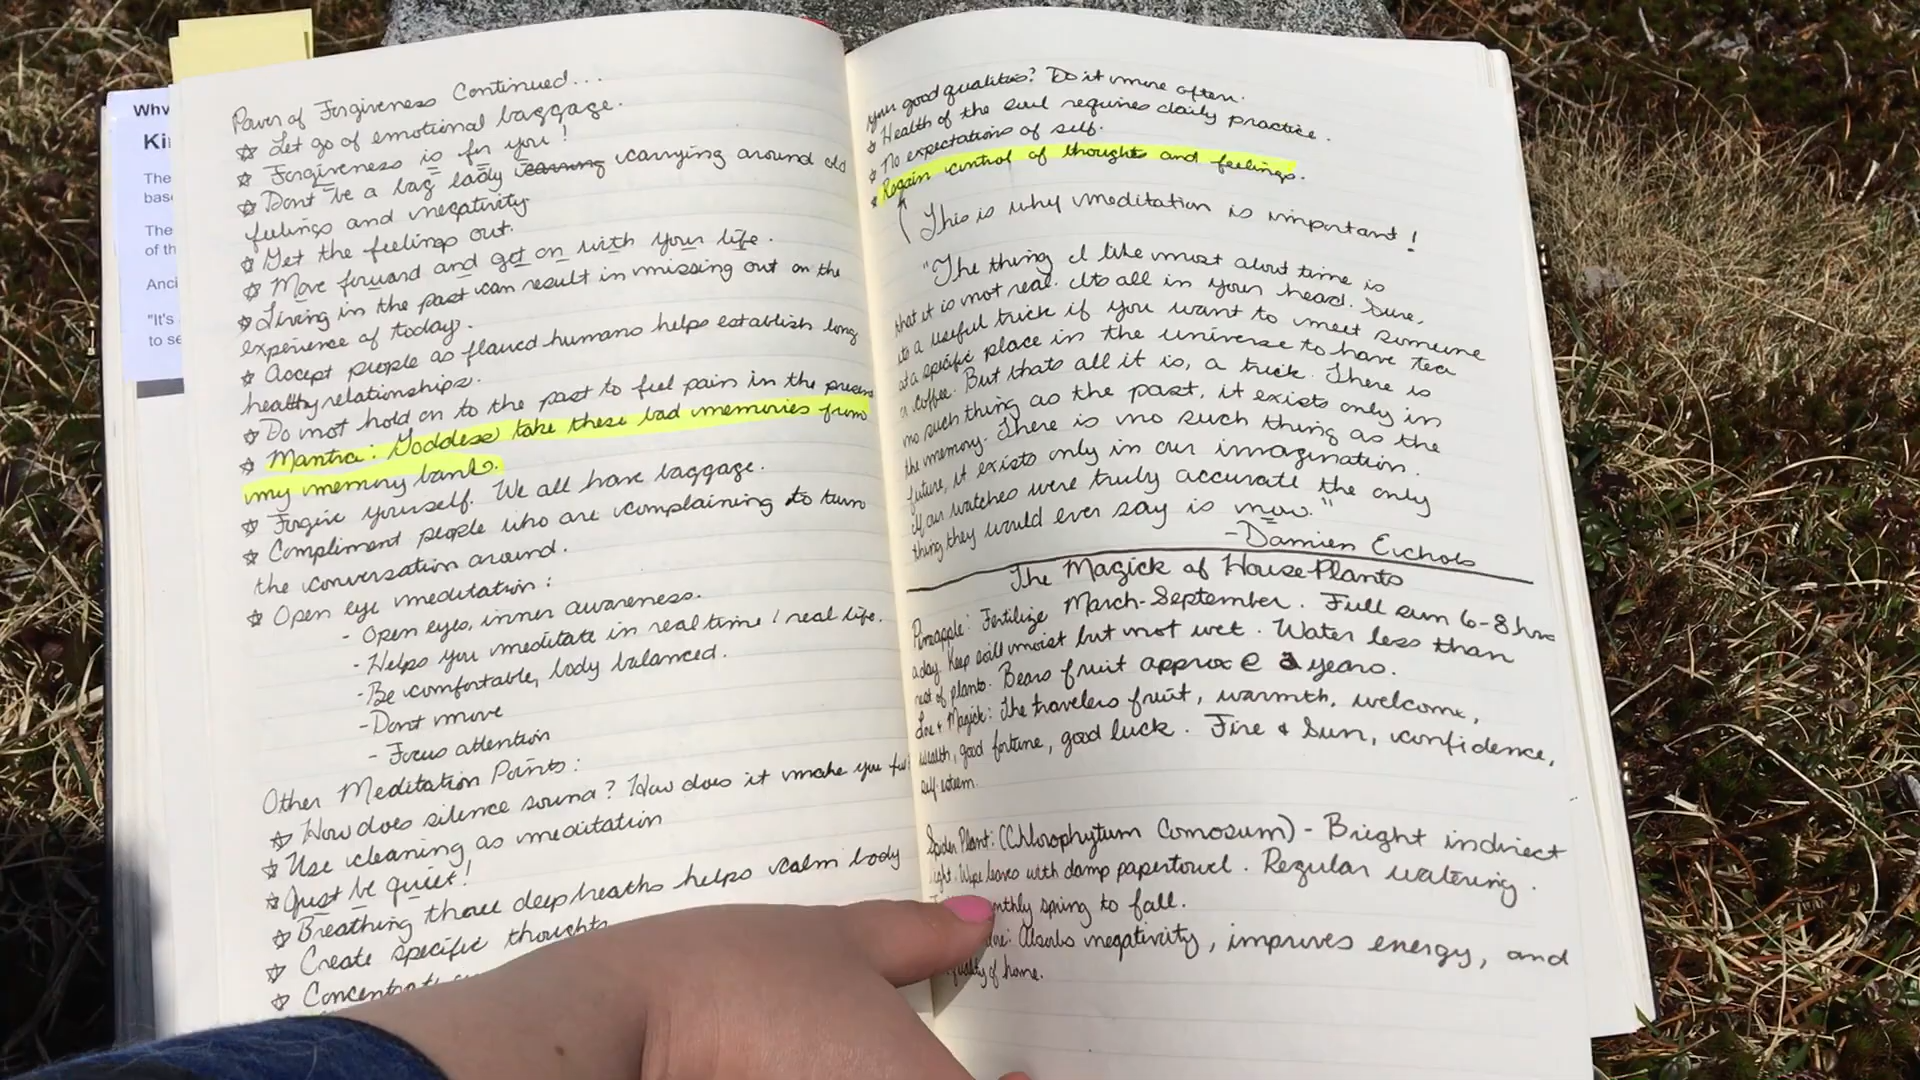 Why
Ki
The
base
The
of th
Anci
"It's
to se
Power of Forgiveness Continued...
☆ Let go of emotional baggage.
☆ Forgiveness is for you!
☆ Dont be a bag lady carrying around old
feelings and negativity
☆ Get the feelings out.
☆ Move forward and get on with your life.
☆ Living in the past can result in missing out on the
experience of today.
☆ Accept people as flawed humans helps establish long
healthy relationships.
☆ Do not hold on to the past to feel pain in the present
☆ Mantra: Goddess take these bad memories from
my memory bank.
☆ Forgive yourself. We all have baggage.
☆ Compliment people who are complaining to turn
the conversation around.
☆ Open eye meditation:
- Open eyes, inner awareness.
- Helps you meditate in real time / real life.
- Be comfortable, body balanced.
- Dont move
- Focus attention
Other Meditation Points:
☆ How does silence sound? How does it make you
☆ Use cleaning as meditation
☆ Just be quiet!
☆ Breathing three deep breaths helps calm body
☆ Create specific thoughts
☆
your good qualities? Do it more often.
☆ Health of the soul requires daily practice.
☆ No expectations of self.
☆ Regain control of thoughts and feelings.
This is why meditation is important!
"The thing I like most about time is
that it is not real. Its all in your head. Sure,
its a useful trick if you want to meet someone
at a specific place in the universe to have tea
or coffee. But thats all it is, a trick. There is
no such thing as the past, it exists only in
the memory. There is no such thing as the
future, it exists only in our imagination.
If our watches were truly accurate the only
thing they would ever say is now."
- Damien Echols
The Magick of House Plants
Pineapple: Fertilize March-September. Full sun 6-8 hrs
a day. Keep soil moist but not wet. Water less than
rest of plants. Bears fruit approx @ 2 years.
Lore & Magick: The travelers fruit, warmth, welcome,
wealth, good fortune, good luck. Fire & Sun, confidence,
self-esteem.
Spider Plant: (Chlorophytum Comosum) - Bright indirect
light. Wipe leaves with damp papertowel. Regular watering.
monthly spring to fall.
Absorbs negativity, improves energy, and
quality of home.